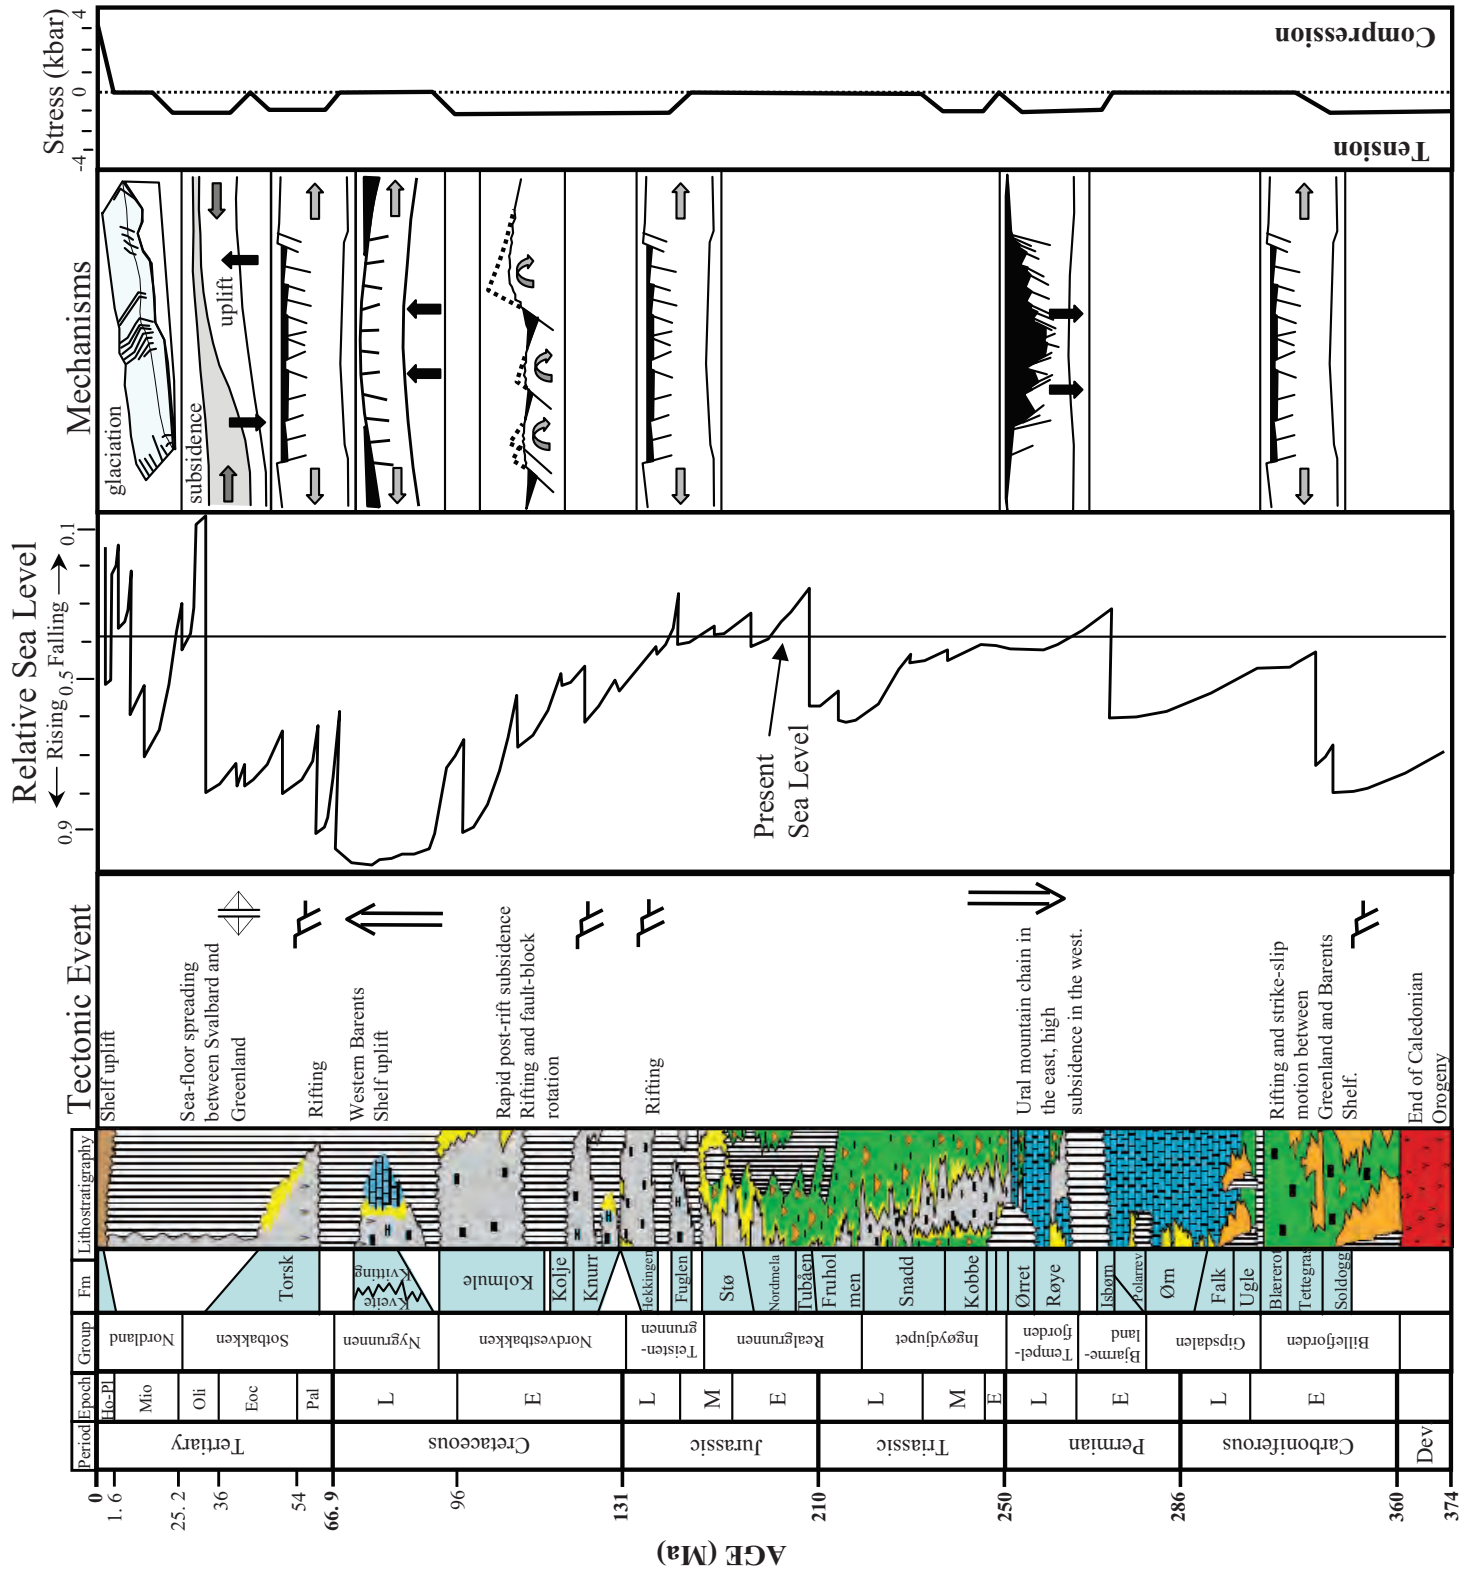 Stress (kbar)
-4
0
4
Compression
Tension
Mechanisms
glaciation
subsidence
uplift
Relative Sea Level
Rising
Falling
0.9
0.5
0.1
Present
Sea Level
Tectonic Event
Shelf uplift
Sea-floor spreading
between Svalbard and
Greenland
Rifting
Western Barents
Shelf uplift
Rapid post-rift subsidence
Rifting and fault-block
rotation
Rifting
Ural mountain chain in
the east, high
subsidence in the west.
Rifting and strike-slip
motion between
Greenland and Barents
Shelf.
End of Caledonian
Orogeny
Lithostratigraphy
Fm
Torsk
Kvitting
Kveite
Kolmule
Kolje
Knurr
Hekkingen
Fuglen
Stø
Nordmela
Tubåen
Fruhol
men
Snadd
Kobbe
Ørret
Røye
Isbørn
Polarrev
Ørn
Falk
Ugle
Blærerot
Tettegras
Soldogg
Group
Nordland
Sotbakken
Nygrunnen
Nordvestbakken
Teisten-
grunnen
Realgrunnen
Ingøydjupet
Tempel-
fjorden
Bjarme-
land
Gipsdalen
Billefjorden
Epoch
Ho-Pl
Mio
Oli
Eoc
Pal
L
E
L
M
E
L
M
E
L
E
L
E
Period
Tertiary
Cretaceous
Jurassic
Triassic
Permian
Carboniferous
Dev
0
1.6
25.2
36
54
66.9
96
131
210
250
286
360
374
AGE (Ma)